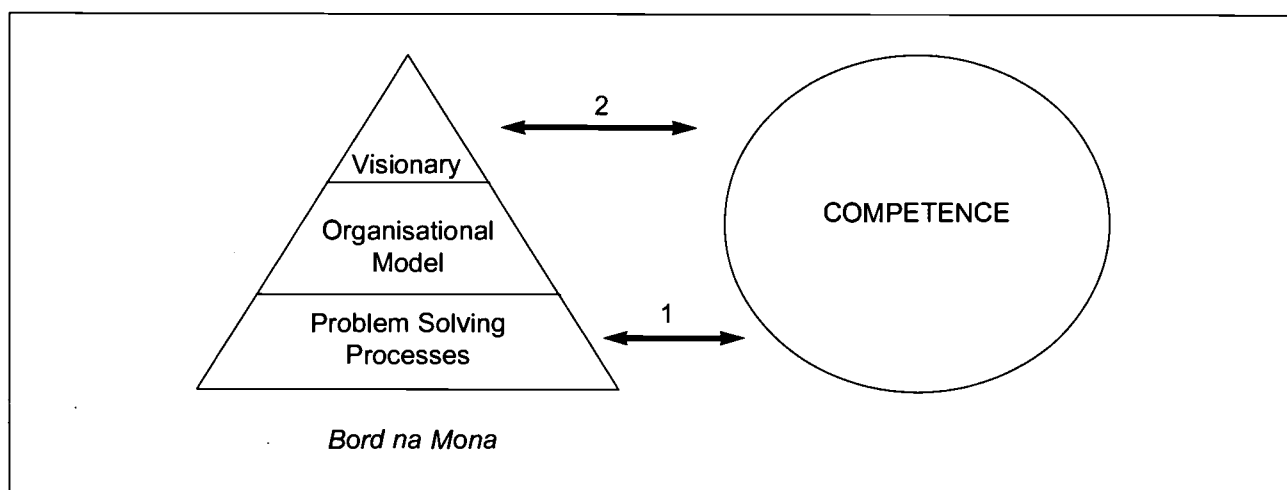 2
Visionary
COMPETENCE
Organisational
Model
1
Problem Solving
Processes
Bord na Mona